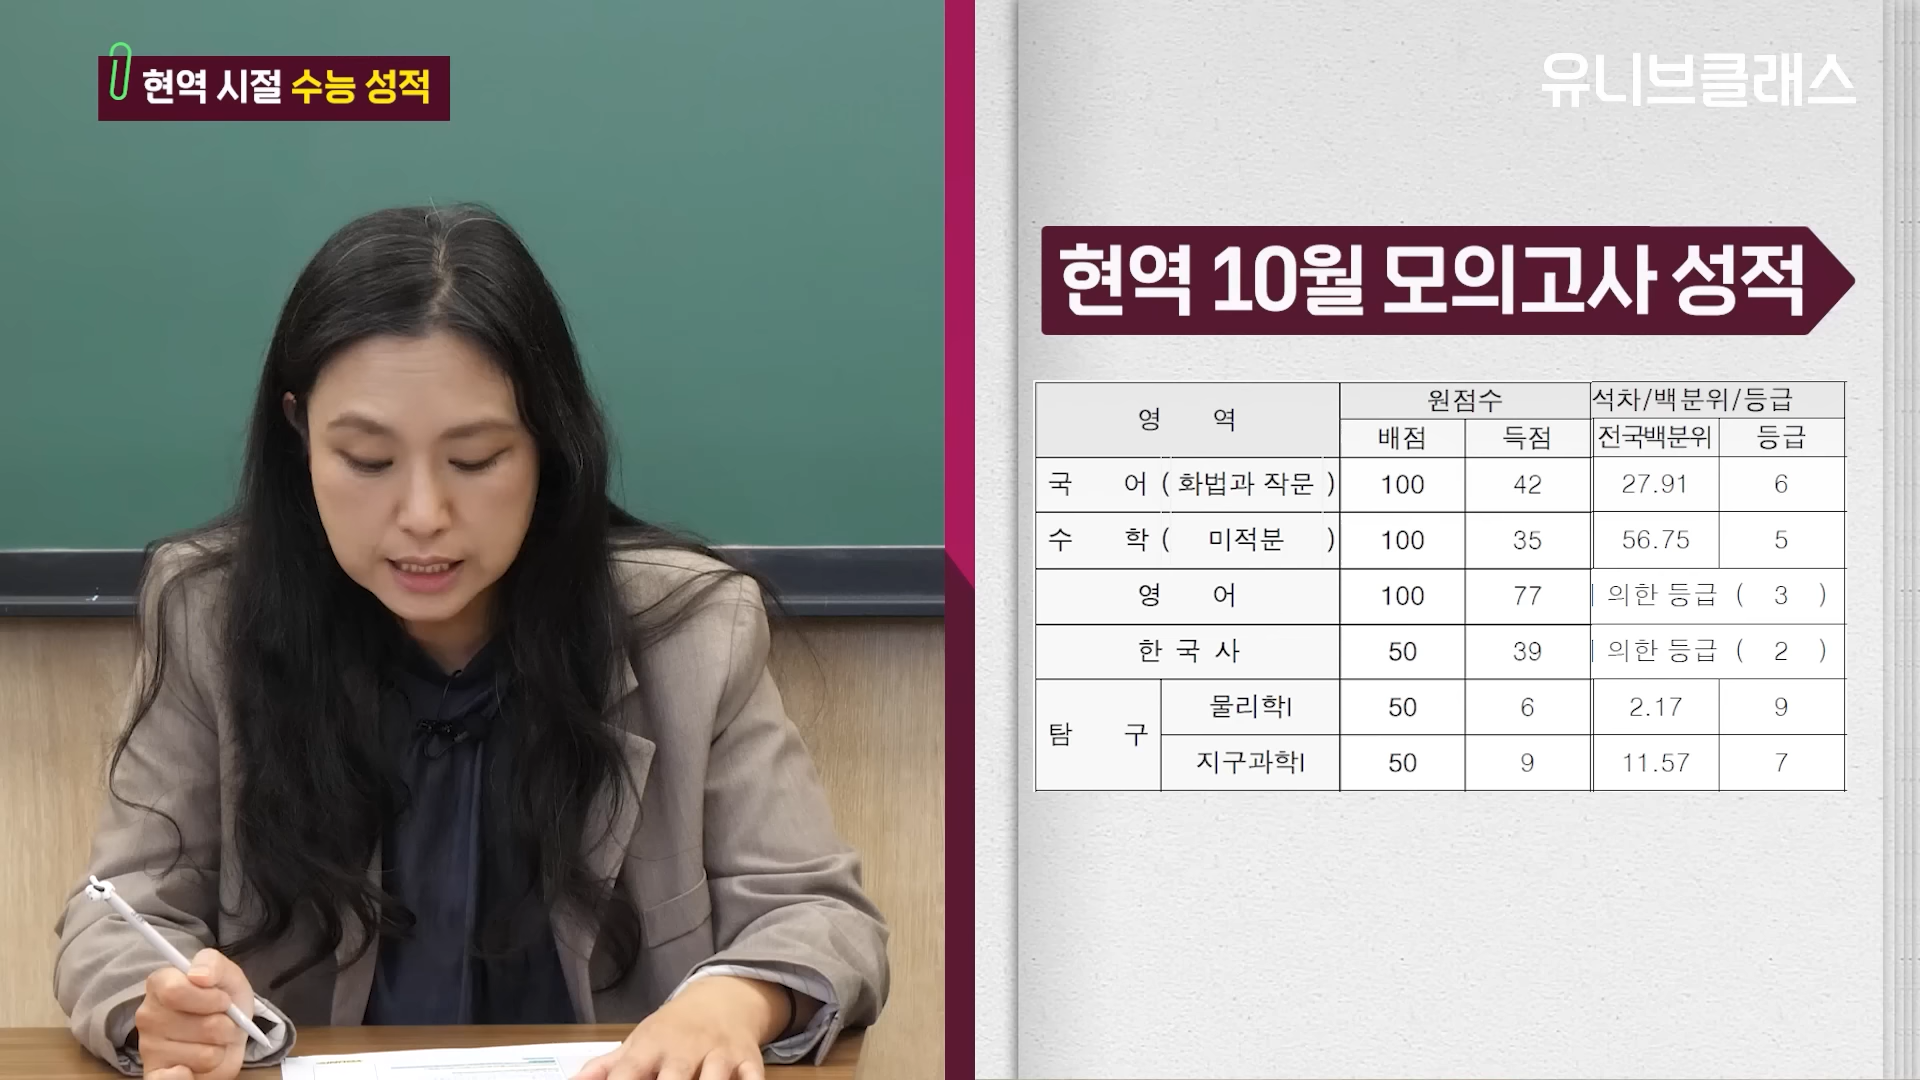 현역 시절 수능 성적
유니브클래스
현역 10월 모의고사 성적
영 역 원점수 석차/백분위/등급
배점 득점 전국백분위 등급
국 어 ( 화법과 작문 ) 100 42 27.91 6
수 학 ( 미적분 ) 100 35 56.75 5
영 어 100 77 의한 등급 ( 3 )
한 국 사 50 39 의한 등급 ( 2 )
탐 구 물리학Ⅰ 50 6 2.17 9
지구과학Ⅰ 50 9 11.57 7